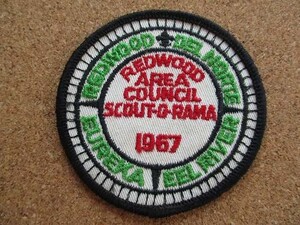 REDWOOD
DEL NORTE
REDWOOD
AREA
COUNCIL
SCOUT-O-RAMA
1967
EUREKA
EEL RIVER